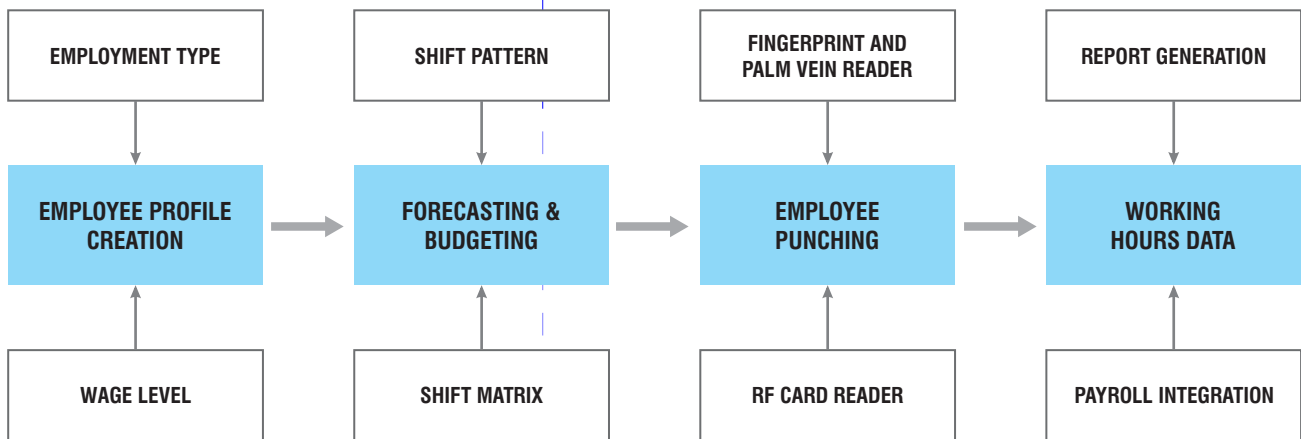 EMPLOYMENT TYPE
SHIFT PATTERN
FINGERPRINT AND
PALM VEIN READER
REPORT GENERATION
EMPLOYEE PROFILE
CREATION
FORECASTING &
BUDGETING
EMPLOYEE
PUNCHING
WORKING
HOURS DATA
WAGE LEVEL
SHIFT MATRIX
RF CARD READER
PAYROLL INTEGRATION